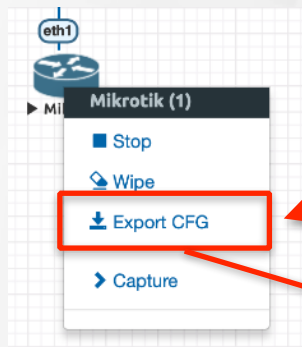 eth1
Mi
Mikrotik (1)
Stop
Wipe
Export CFG
Capture